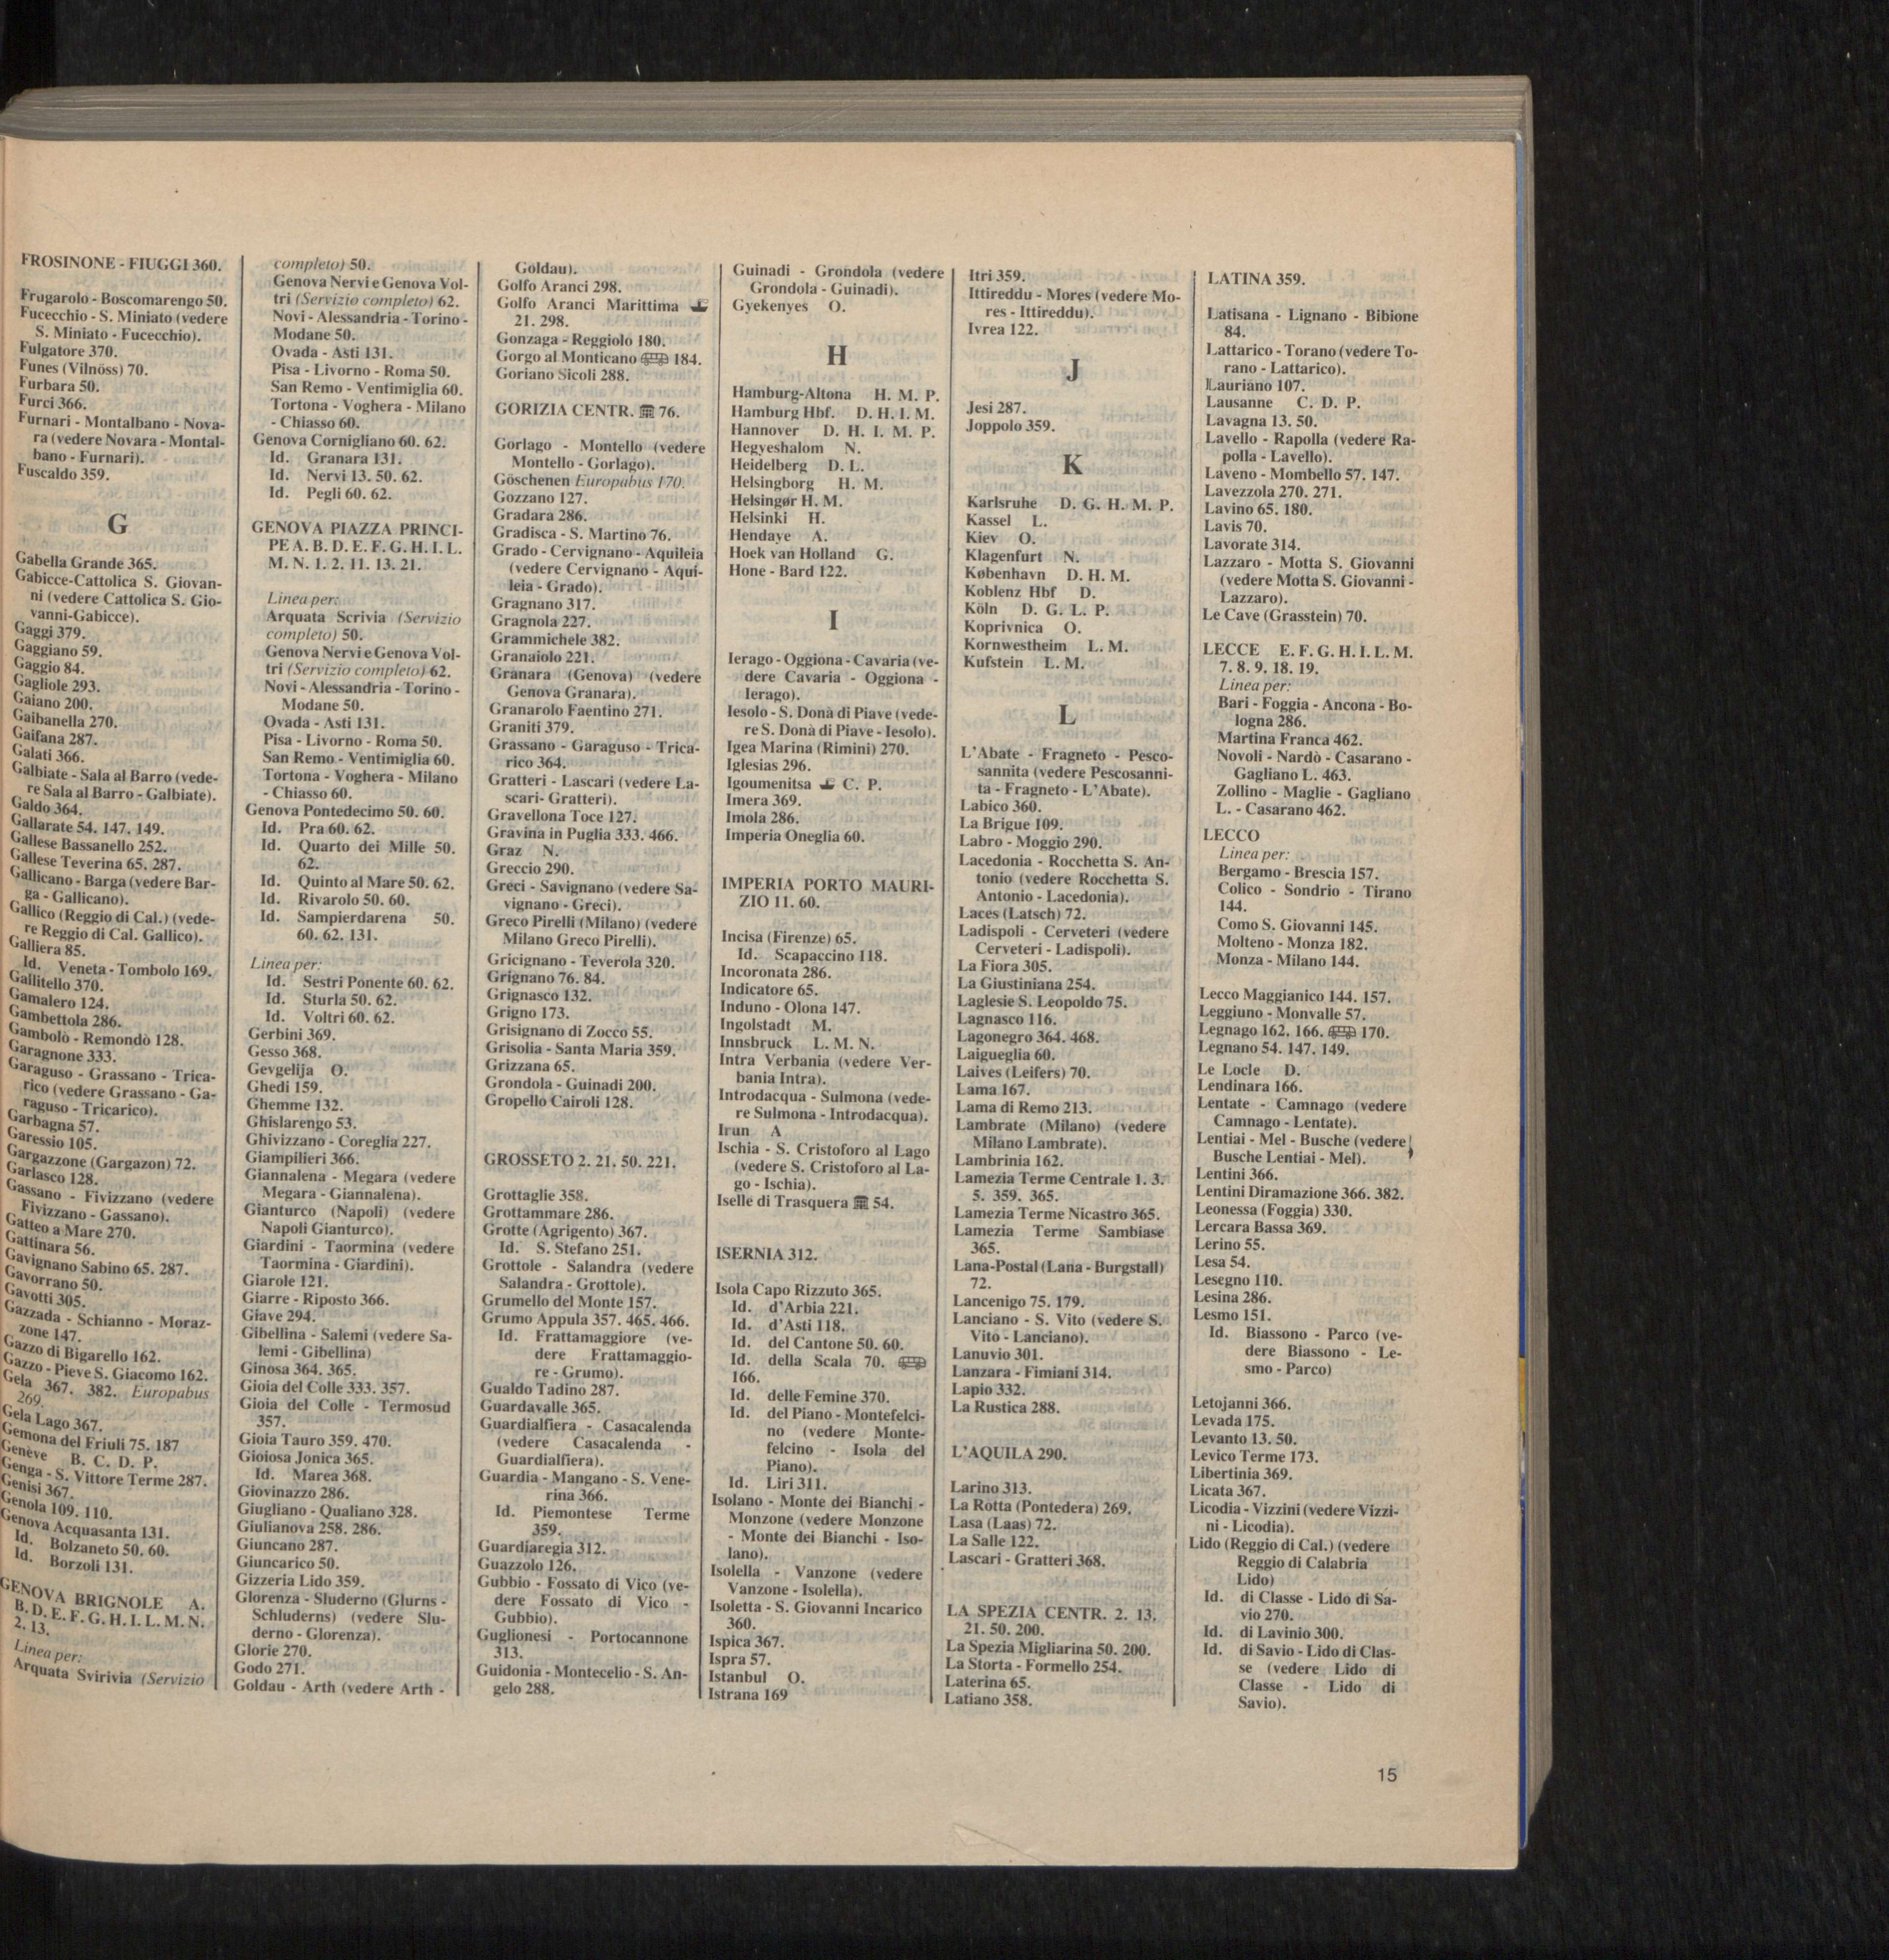 FROSINONE - FIUGGI 360.
Frugarolo - Boscomarengo 50.
Fucecchio - S. Miniato (vedere
S. Miniato - Fucecchio).
Fulgatore 370.
Funes (Vilnöss) 70.
Furbara 50.
Furci 366.
Furnari - Montalbano - Nova-
ra (vedere Novara - Montal-
bano - Furnari).
Fuscaldo 359.
G
Gabella Grande 365.
Gabicce-Cattolica S. Giovan-
ni (vedere Cattolica S. Gio-
vanni-Gabicce).
Gaggi 379.
Gaggiano 59.
Gaggio 84.
Gagliole 293.
Gaiano 200.
Gaibanella 270.
Gaifana 287.
Galati 366.
Galbiate - Sala al Barro (vede-
re Sala al Barro - Galbiate).
Galdo 364.
Gallarate 54. 147. 149.
Gallese Bassanello 252.
Gallese Teverina 65. 287.
Gallicano - Barga (vedere Bar-
ga - Gallicano).
Gallico (Reggio di Cal.) (vede-
re Reggio di Cal. Gallico).
Galliera 85.
Id. Veneta - Tombolo 169.
Gallitello 370.
Gamalero 124.
Gambettola 286.
Gambolò - Remondò 128.
Garagnone 333.
Garaguso - Grassano - Trica-
rico (vedere Grassano - Ga-
raguso - Tricarico).
Garbagna 57.
Garessio 105.
Gargazzone (Gargazon) 72.
Garlasco 128.
Gassano - Fivizzano (vedere
Fivizzano - Gassano).
Gatteo a Mare 270.
Gattinara 56.
Gavignano Sabino 65. 287.
Gavorrano 50.
Gavotti 305.
Gazzada - Schianno - Moraz-
zone 147.
Gazzo di Bigarello 162.
Gazzo - Pieve S. Giacomo 162.
Gela 367. 382. Europabus
269.
Gela Lago 367.
Gemona del Friuli 75. 187
Genève B. C. D. P.
Genga - S. Vittore Terme 287.
Genisi 367.
Genola 109. 110.
Genova Acquasanta 131.
Id. Bolzaneto 50. 60.
Id. Borzoli 131.
GENOVA BRIGNOLE A.
B. D. E. F. G. H. I. L. M. N.
2. 13.
Linea per:
Arquata Svirivia (Servizio
completo) 50.
Genova Nervi e Genova Vol-
tri (Servizio completo) 62.
Novi - Alessandria - Torino -
Modane 50.
Ovada - Asti 131.
Pisa - Livorno - Roma 50.
San Remo - Ventimiglia 60.
Tortona - Voghera - Milano
- Chiasso 60.
Genova Cornigliano 60. 62.
Id. Granara 131.
Id. Nervi 13. 50. 62.
Id. Pegli 60. 62.
GENOVA PIAZZA PRINCI-
PE A. B. D. E. F. G. H. I. L.
M. N. 1. 2. 11. 13. 21.
Linea per:
Arquata Scrivia (Servizio
completo) 50.
Genova Nervi e Genova Vol-
tri (Servizio completo) 62.
Novi - Alessandria - Torino -
Modane 50.
Ovada - Asti 131.
Pisa - Livorno - Roma 50.
San Remo - Ventimiglia 60.
Tortona - Voghera - Milano
- Chiasso 60.
Genova Pontedecimo 50. 60.
Id. Pra 60. 62.
Id. Quarto dei Mille 50.
62.
Id. Quinto al Mare 50. 62.
Id. Rivarolo 50. 60.
Id. Sampierdarena 50.
60. 62. 131.
Linea per:
Id. Sestri Ponente 60. 62.
Id. Sturla 50. 62.
Id. Voltri 60. 62.
Gerbini 369.
Gesso 368.
Gevgelija O.
Ghedi 159.
Ghemme 132.
Ghislarengo 53.
Ghivizzano - Coreglia 227.
Giampilieri 366.
Giannalena - Megara (vedere
Megara - Giannalena).
Gianturco (Napoli) (vedere
Napoli Gianturco).
Giardini - Taormina (vedere
Taormina - Giardini).
Giarole 121.
Giarre - Riposto 366.
Giave 294.
Gibellina - Salemi (vedere Sa-
lemi - Gibellina)
Ginosa 364. 365.
Gioia del Colle 333. 357.
Gioia del Colle - Termosud
357.
Gioia Tauro 359. 470.
Gioiosa Jonica 365.
Id. Marea 368.
Giovinazzo 286.
Giugliano - Qualiano 328.
Giulianova 258. 286.
Giuncano 287.
Giuncarico 50.
Gizzeria Lido 359.
Glorenza - Sluderno (Glurns -
Schluderns) (vedere Slu-
derno - Glorenza).
Glorie 270.
Godo 271.
Goldau - Arth (vedere Arth -
Goldau).
Golfo Aranci 298.
Golfo Aranci Marittima
21. 298.
Gonzaga - Reggiolo 180.
Gorgo al Monticano 184.
Goriano Sicoli 288.
GORIZIA CENTR. 76.
Gorlago - Montello (vedere
Montello - Gorlago).
Göschenen Europabus 170.
Gozzano 127.
Gradara 286.
Gradisca - S. Martino 76.
Grado - Cervignano - Aquileia
(vedere Cervignano - Aqui-
leia - Grado).
Gragnano 317.
Gragnola 227.
Grammichele 382.
Granaiolo 221.
Granara (Genova) (vedere
Genova Granara).
Granarolo Faentino 271.
Graniti 379.
Grassano - Garaguso - Trica-
rico 364.
Gratteri - Lascari (vedere La-
scari- Gratteri).
Gravellona Toce 127.
Gravina in Puglia 333. 466.
Graz N.
Greccio 290.
Greci - Savignano (vedere Sa-
vignano - Greci).
Greco Pirelli (Milano) (vedere
Milano Greco Pirelli).
Gricignano - Teverola 320.
Grignano 76. 84.
Grignasco 132.
Grigno 173.
Grisignano di Zocco 55.
Grisolia - Santa Maria 359.
Grizzana 65.
Grondola - Guinadi 200.
Gropello Cairoli 128.
GROSSETO 2. 21. 50. 221.
Grottaglie 358.
Grottammare 286.
Grotte (Agrigento) 367.
Id. S. Stefano 251.
Grottole - Salandra (vedere
Salandra - Grottole).
Grumello del Monte 157.
Grumo Appula 357. 465. 466.
Id. Frattamaggiore (ve-
dere Frattamaggio-
re - Grumo).
Gualdo Tadino 287.
Guardavalle 365.
Guardialfiera - Casacalenda
(vedere Casacalenda -
Guardialfiera).
Guardia - Mangano - S. Vene-
rina 366.
Id. Piemontese Terme
359.
Guardiaregia 312.
Guazzolo 126.
Gubbio - Fossato di Vico (ve-
dere Fossato di Vico -
Gubbio).
Guglionesi - Portocannone
313.
Guidonia - Montecelio - S. An-
gelo 288.
Guinadi - Grondola (vedere
Grondola - Guinadi).
Gyekenyes O.
H
Hamburg-Altona H. M. P.
Hamburg Hbf. D. H. I. M.
Hannover D. H. I. M. P.
Hegyeshalom N.
Heidelberg D. L.
Helsingborg H. M.
Helsingør H. M.
Helsinki H.
Hendaye A.
Hoek van Holland G.
Hone - Bard 122.
I
Ierago - Oggiona - Cavaria (ve-
dere Cavaria - Oggiona -
Ierago).
Iesolo - S. Donà di Piave (vede-
re S. Donà di Piave - Iesolo).
Igea Marina (Rimini) 270.
Iglesias 296.
Igoumenitsa C. P.
Imera 369.
Imola 286.
Imperia Oneglia 60.
IMPERIA PORTO MAURI-
ZIO 11. 60.
Incisa (Firenze) 65.
Id. Scapaccino 118.
Incoronata 286.
Indicatore 65.
Induno - Olona 147.
Ingolstadt M.
Innsbruck L. M. N.
Intra Verbania (vedere Ver-
bania Intra).
Introdacqua - Sulmona (vede-
re Sulmona - Introdacqua).
Irun A
Ischia - S. Cristoforo al Lago
(vedere S. Cristoforo al La-
go - Ischia).
Iselle di Trasquera 54.
ISERNIA 312.
Isola Capo Rizzuto 365.
Id. d'Arbia 221.
Id. d'Asti 118.
Id. del Cantone 50. 60.
Id. della Scala 70.
166.
Id. delle Femine 370.
Id. del Piano - Montefelci-
no (vedere Monte-
felcino - Isola del
Piano).
Id. Liri 311.
Isolano - Monte dei Bianchi -
Monzone (vedere Monzone
- Monte dei Bianchi - Iso-
lano).
Isolella - Vanzone (vedere
Vanzone - Isolella).
Isoletta - S. Giovanni Incarico
360.
Ispica 367.
Ispra 57.
Istanbul O.
Istrana 169
Itri 359.
Ittireddu - Mores (vedere Mo-
res - Ittireddu).
Ivrea 122.
J
Jesi 287.
Joppolo 359.
K
Karlsruhe D. G. H. M. P.
Kassel L.
Kiev O.
Klagenfurt N.
København D. H. M.
Koblenz Hbf D.
Köln D. G. L. P.
Koprivnica O.
Kornwestheim L. M.
Kufstein L. M.
L
L'Abate - Fragneto - Pesco-
sannita (vedere Pescosanni-
ta - Fragneto - L'Abate).
Labico 360.
La Brigue 109.
Labro - Moggio 290.
Lacedonia - Rocchetta S. An-
tonio (vedere Rocchetta S.
Antonio - Lacedonia).
Laces (Latsch) 72.
Ladispoli - Cerveteri (vedere
Cerveteri - Ladispoli).
La Fiora 305.
La Giustiniana 254.
Laglesie S. Leopoldo 75.
Lagnasco 116.
Lagonegro 364. 468.
Laigueglia 60.
Laives (Leifers) 70.
Lama 167.
Lama di Remo 213.
Lambrate (Milano) (vedere
Milano Lambrate).
Lambrinia 162.
Lamezia Terme Centrale 1. 3.
5. 359. 365.
Lamezia Terme Nicastro 365.
Lamezia Terme Sambiase
365.
Lana-Postal (Lana - Burgstall)
72.
Lancenigo 75. 179.
Lanciano - S. Vito (vedere S.
Vito - Lanciano).
Lanuvio 301.
Lanzara - Fimiani 314.
Lapio 332.
La Rustica 288.
L'AQUILA 290.
Larino 313.
La Rotta (Pontedera) 269.
Lasa (Laas) 72.
La Salle 122.
Lascari - Gratteri 368.
LA SPEZIA CENTR. 2. 13.
21. 50. 200.
La Spezia Migliarina 50. 200.
La Storta - Formello 254.
Laterina 65.
Latiano 358.
LATINA 359.
Latisana - Lignano - Bibione
84.
Lattarico - Torano (vedere To-
rano - Lattarico).
Lauriano 107.
Lausanne C. D. P.
Lavagna 13. 50.
Lavello - Rapolla (vedere Ra-
polla - Lavello).
Laveno - Mombello 57. 147.
Lavezzola 270. 271.
Lavino 65. 180.
Lavis 70.
Lavorate 314.
Lazzaro - Motta S. Giovanni
(vedere Motta S. Giovanni -
Lazzaro).
Le Cave (Grasstein) 70.
LECCE E. F. G. H. I. L. M.
7. 8. 9. 18. 19.
Linea per:
Bari - Foggia - Ancona - Bo-
logna 286.
Martina Franca 462.
Novoli - Nardò - Casarano -
Gagliano L. 463.
Zollino - Maglie - Gagliano
L. - Casarano 462.
LECCO
Linea per:
Bergamo - Brescia 157.
Colico - Sondrio - Tirano
144.
Como S. Giovanni 145.
Molteno - Monza 182.
Monza - Milano 144.
Lecco Maggianico 144. 157.
Leggiuno - Monvalle 57.
Legnago 162. 166. 170.
Legnano 54. 147. 149.
Le Locle D.
Lendinara 166.
Lentate - Camnago (vedere
Camnago - Lentate).
Lentiai - Mel - Busche (vedere
Busche Lentiai - Mel).
Lentini 366.
Lentini Diramazione 366. 382.
Leonessa (Foggia) 330.
Lercara Bassa 369.
Lerino 55.
Lesa 54.
Lesegno 110.
Lesina 286.
Lesmo 151.
Id. Biassono - Parco (ve-
dere Biassono - Le-
smo - Parco)
Letojanni 366.
Levada 175.
Levanto 13. 50.
Levico Terme 173.
Libertinia 369.
Licata 367.
Licodia - Vizzini (vedere Vizzi-
ni - Licodia).
Lido (Reggio di Cal.) (vedere
Reggio di Calabria
Lido)
Id. di Classe - Lido di Sa-
vio 270.
Id. di Lavinio 300.
Id. di Savio - Lido di Clas-
se (vedere Lido di
Classe - Lido di
Savio).
15